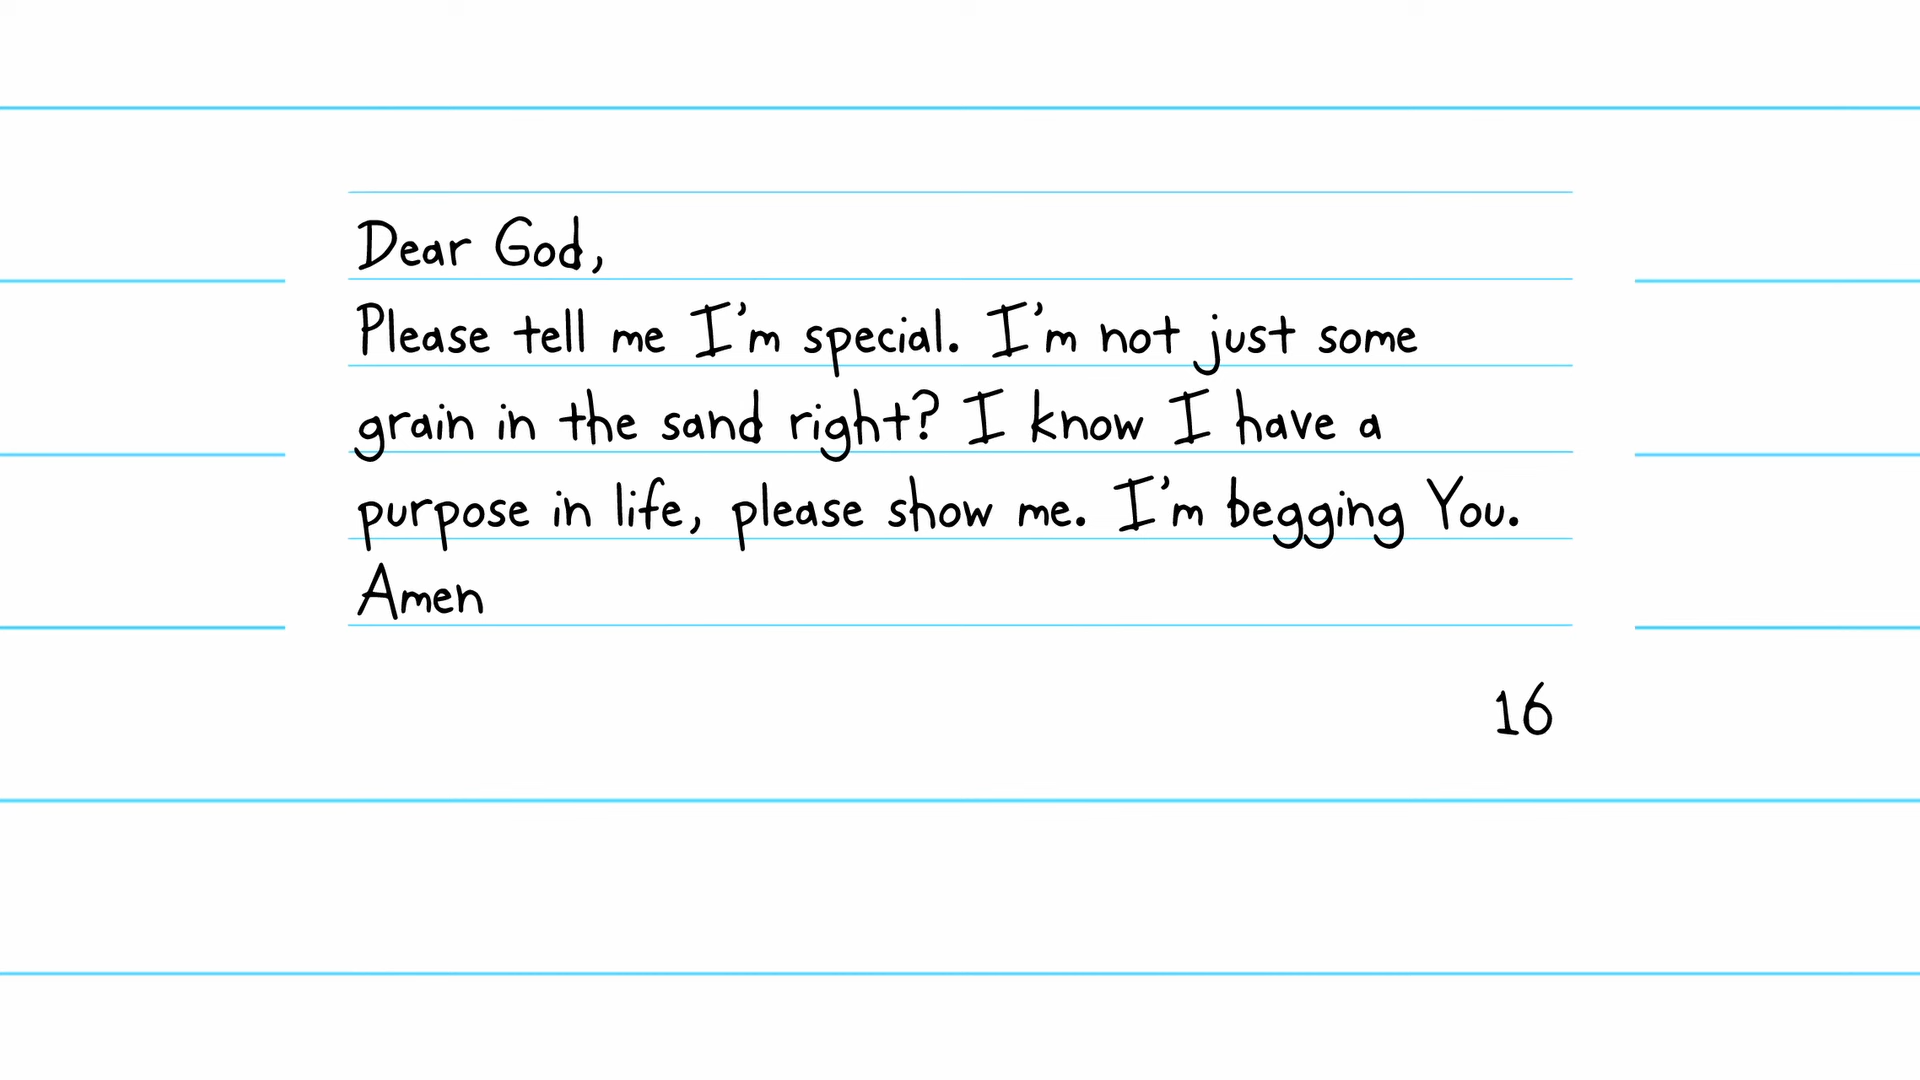 Dear God,
Please tell me I'm special. I'm not just some
grain in the sand right? I know I have a
purpose in life, please show me. I'm begging You.
Amen
16